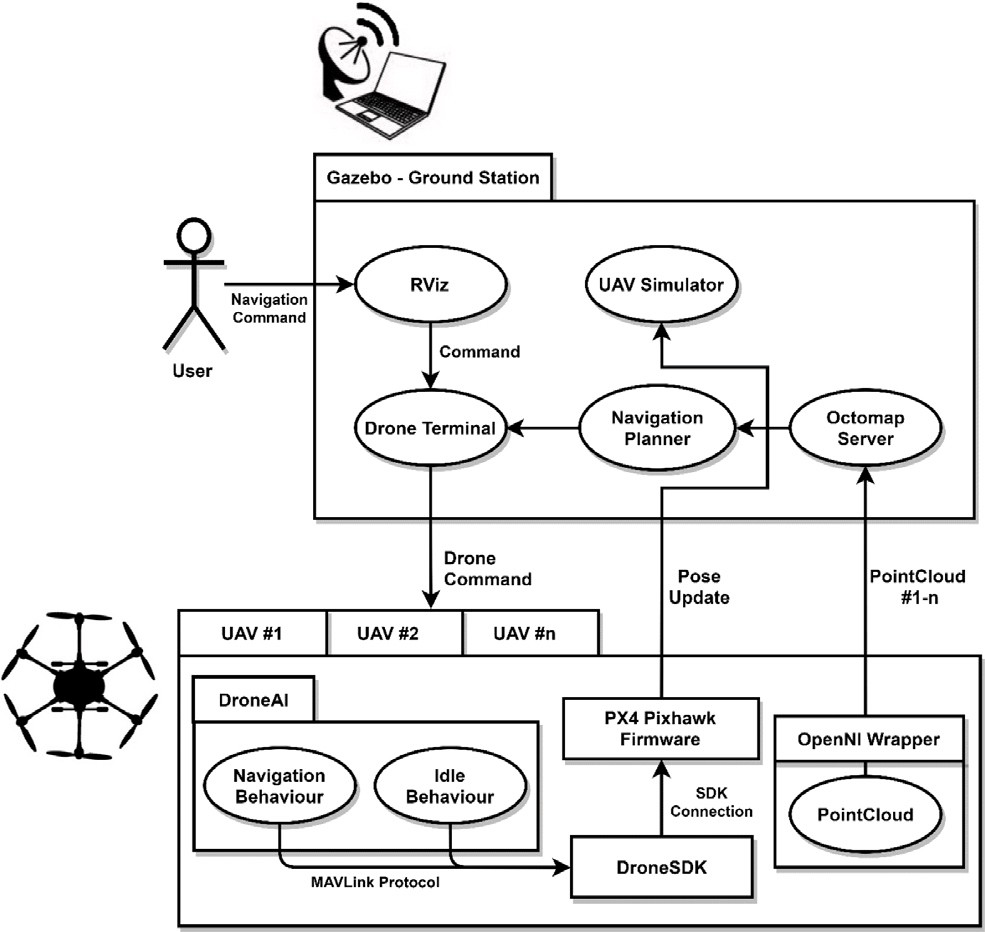 Gazebo - Ground Station
RViz
UAV Simulator
Navigation
Command
User
Command
Drone Terminal
Navigation
Planner
Octomap
Server
Drone
Command
Pose
Update
PointCloud
#1-n
UAV #1
UAV #2
UAV #n
DroneAI
PX4 Pixhawk
Firmware
OpenNI Wrapper
Navigation
Behaviour
Idle
Behaviour
SDK
Connection
PointCloud
MAVLink Protocol
DroneSDK